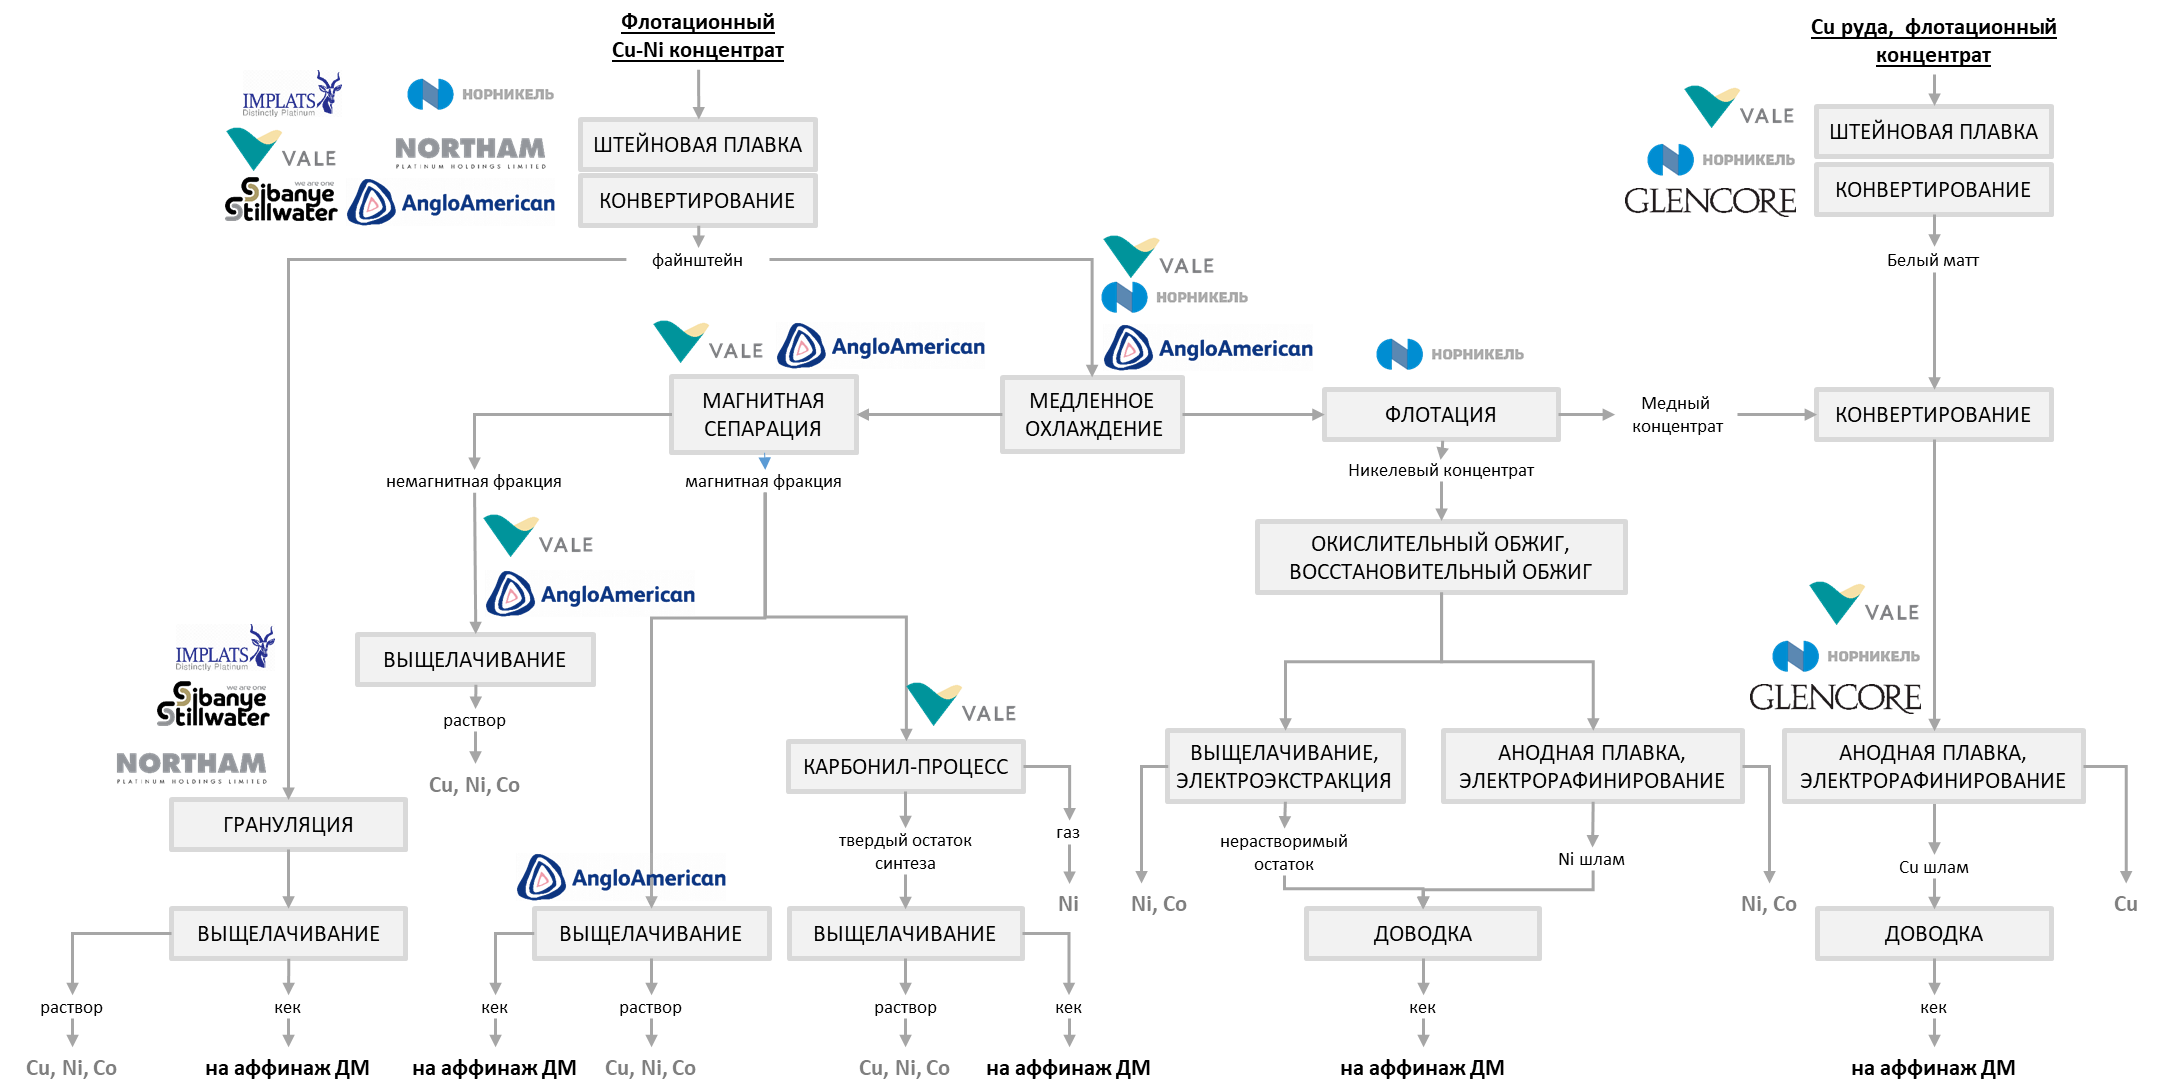 Флотационный
Cu-Ni концентрат
Cu руда, флотационный
концентрат
IMPLATS
Distinctly Platinum
НОРНИКЕЛЬ
VALE
NORTHAM
PLATINUM HOLDINGS LIMITED
we are one
Sibanye
Stillwater
AngloAmerican
ШТЕЙНОВАЯ ПЛАВКА
КОНВЕРТИРОВАНИЕ
VALE
НОРНИКЕЛЬ
GLENCORE
ШТЕЙНОВАЯ ПЛАВКА
КОНВЕРТИРОВАНИЕ
файнштейн
Белый матт
VALE
НОРНИКЕЛЬ
AngloAmerican
VALE
AngloAmerican
НОРНИКЕЛЬ
МАГНИТНАЯ
СЕПАРАЦИЯ
МЕДЛЕННОЕ
ОХЛАЖДЕНИЕ
ФЛОТАЦИЯ
Медный
концентрат
КОНВЕРТИРОВАНИЕ
немагнитная фракция
магнитная фракция
Никелевый концентрат
VALE
AngloAmerican
ОКИСЛИТЕЛЬНЫЙ ОБЖИГ,
ВОССТАНОВИТЕЛЬНЫЙ ОБЖИГ
VALE
НОРНИКЕЛЬ
GLENCORE
IMPLATS
Distinctly Platinum
we are one
Sibanye
Stillwater
NORTHAM
PLATINUM HOLDINGS LIMITED
ВЫЩЕЛАЧИВАНИЕ
раствор
Cu, Ni, Co
VALE
КАРБОНИЛ-ПРОЦЕСС
ВЫЩЕЛАЧИВАНИЕ,
ЭЛЕКТРОЭКСТРАКЦИЯ
АНОДНАЯ ПЛАВКА,
ЭЛЕКТРОРАФИНИРОВАНИЕ
АНОДНАЯ ПЛАВКА,
ЭЛЕКТРОРАФИНИРОВАНИЕ
ГРАНУЛЯЦИЯ
твердый остаток
синтеза
газ
нерастворимый
остаток
Ni шлам
Cu шлам
AngloAmerican
Ni
Ni, Co
Ni, Co
Cu
ВЫЩЕЛАЧИВАНИЕ
ВЫЩЕЛАЧИВАНИЕ
ВЫЩЕЛАЧИВАНИЕ
ДОВОДКА
ДОВОДКА
раствор
кек
кек
раствор
раствор
кек
кек
кек
Cu, Ni, Co
на аффинаж ДМ
на аффинаж ДМ
Cu, Ni, Co
Cu, Ni, Co
на аффинаж ДМ
на аффинаж ДМ
на аффинаж ДМ